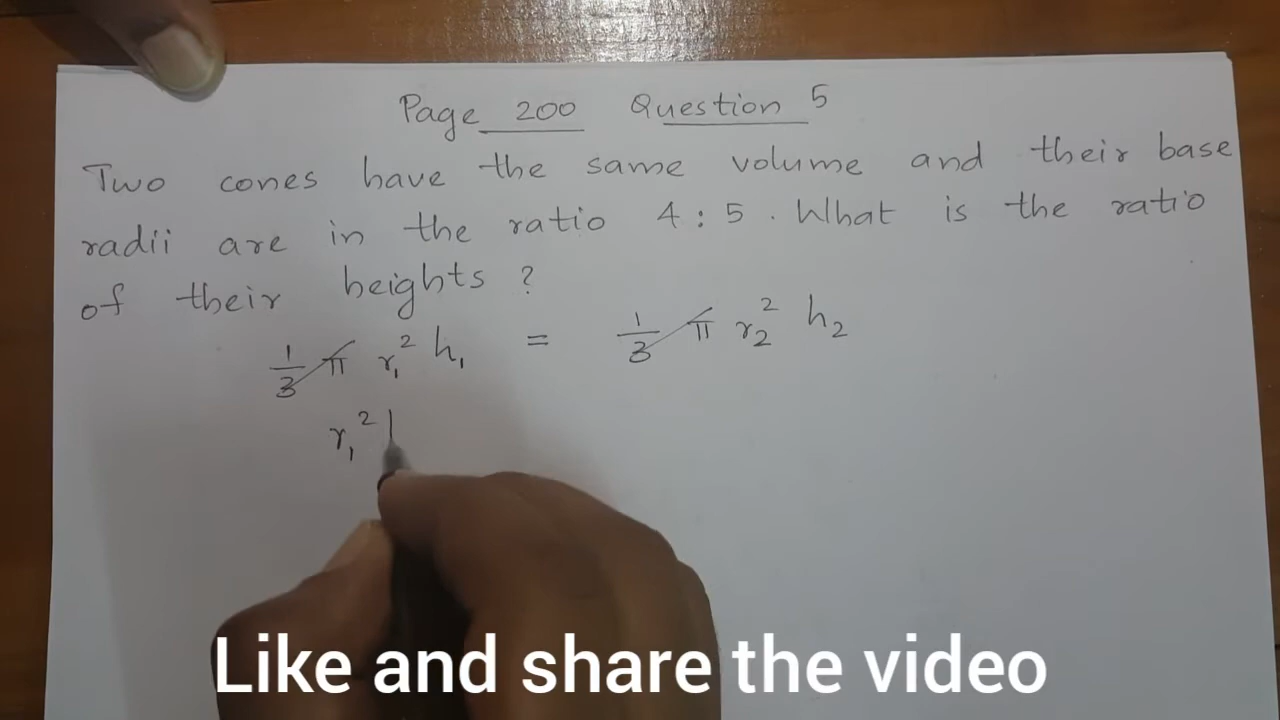 Page 200 Question 5
Two cones have the same volume and their base
radii are in the ratio 4 : 5 . What is the ratio
of their heights ?
1/3 π r₁² h₁ = 1/3 π r₂² h₂
r₁²
Like and share the video